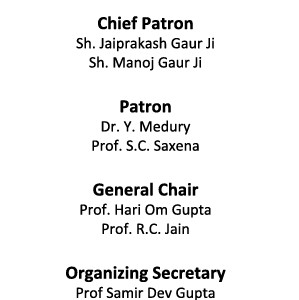 Chief Patron
Sh. Jaiprakash Gaur Ji
Sh. Manoj Gaur Ji
Patron
Dr. Y. Medury
Prof. S.C. Saxena
General Chair
Prof. Hari Om Gupta
Prof. R.C. Jain
Organizing Secretary
Prof Samir Dev Gupta